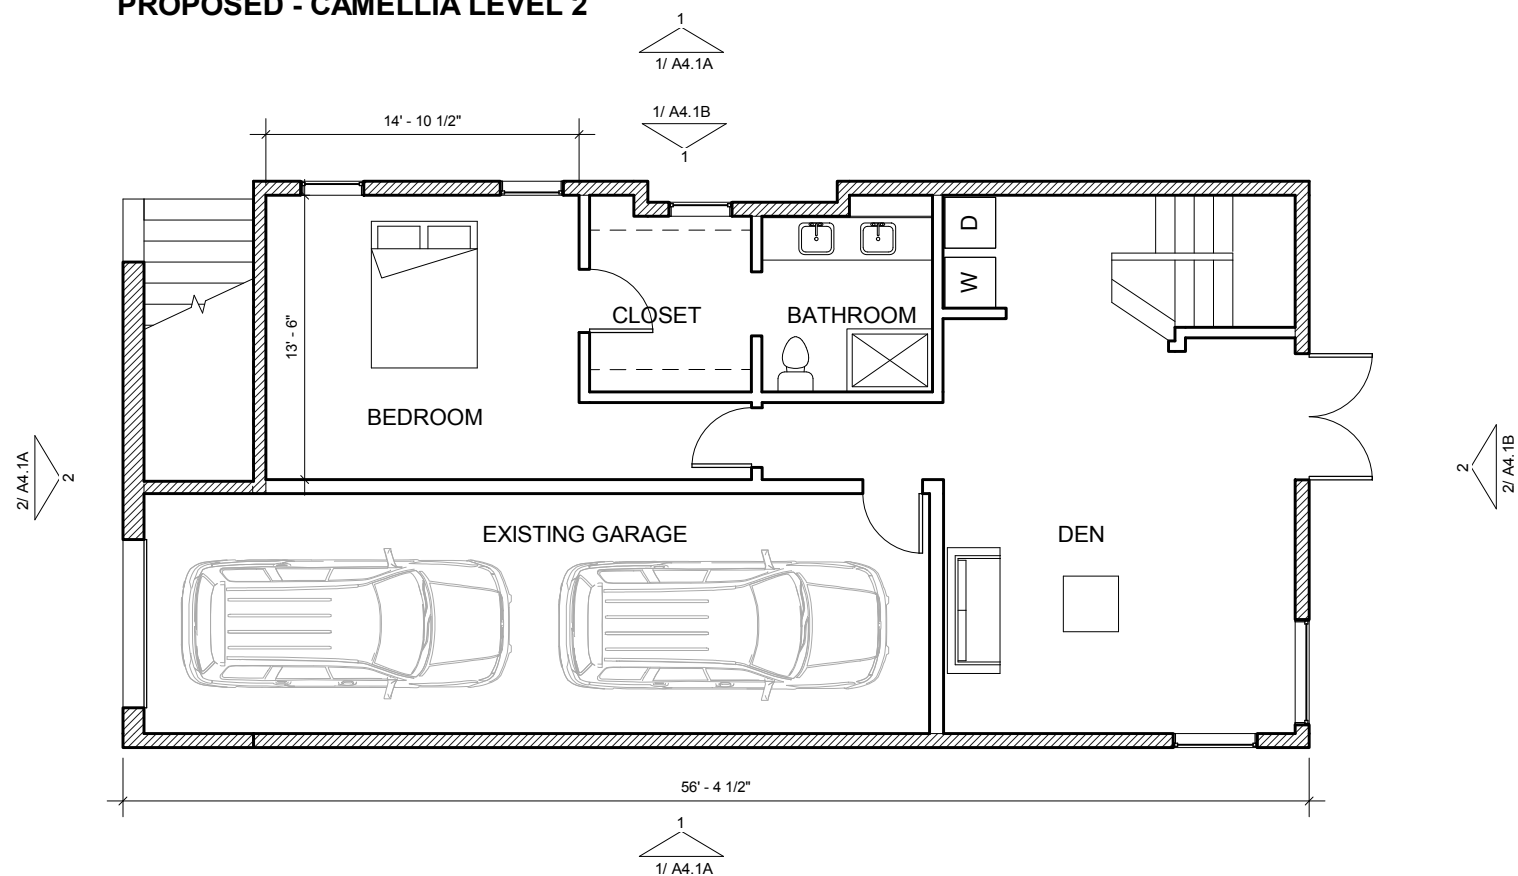 PROPOSED - CAMELLIA LEVEL 2
1
1/ A4.1A
1/ A4.1B
1
14' - 10 1/2"
13' - 6"
D
W
CLOSET
BATHROOM
BEDROOM
2/ A4.1A
2
2
2/ A4.1B
EXISTING GARAGE
DEN
56' - 4 1/2"
1
1/ A4.1A